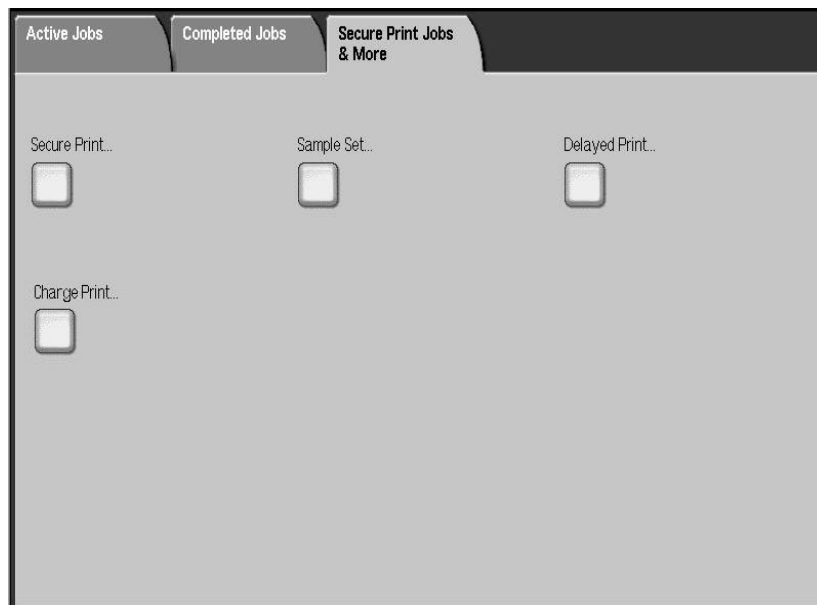 Active Jobs
Completed Jobs
Secure Print Jobs
& More
Secure Print...
Sample Set...
Delayed Print...
Charge Print...